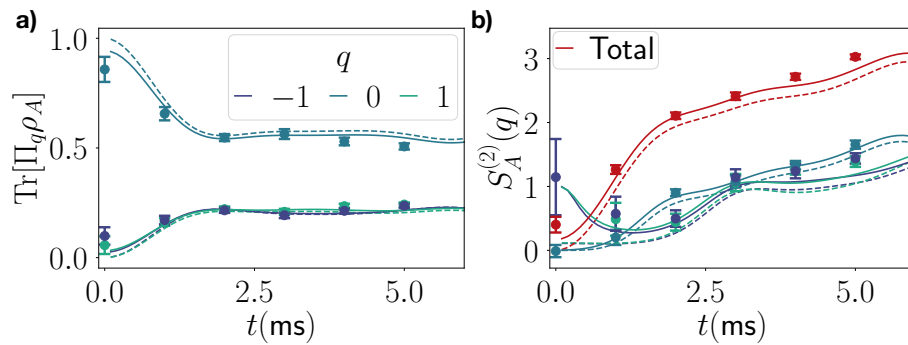 a)
Tr[Π_qρ_A]
1.0
0.5
0.0
q
−1 0 1
0.0 2.5 5.0
t(ms)
b)
S_A^{(2)}(q)
3
2
1
0
Total
0.0 2.5 5.0
t(ms)